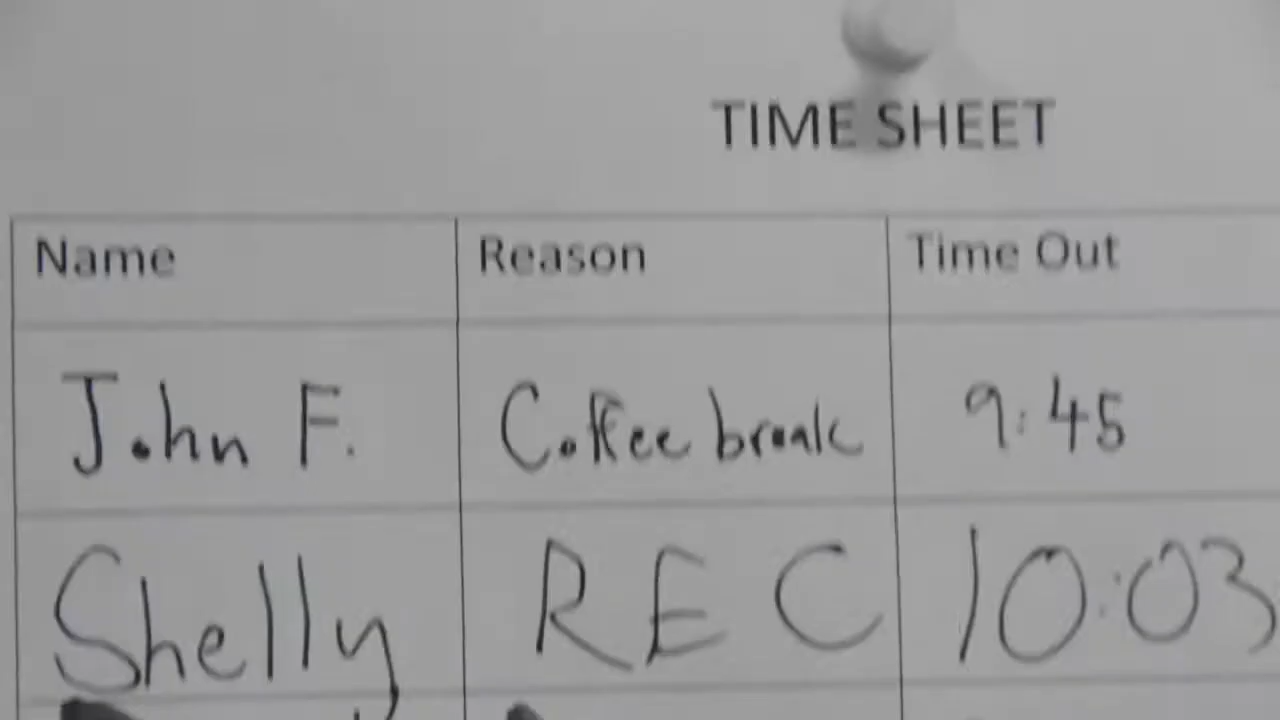 TIME SHEET
Name Reason Time Out
John F. Coffee break 9:45
Shelly REC 10:03